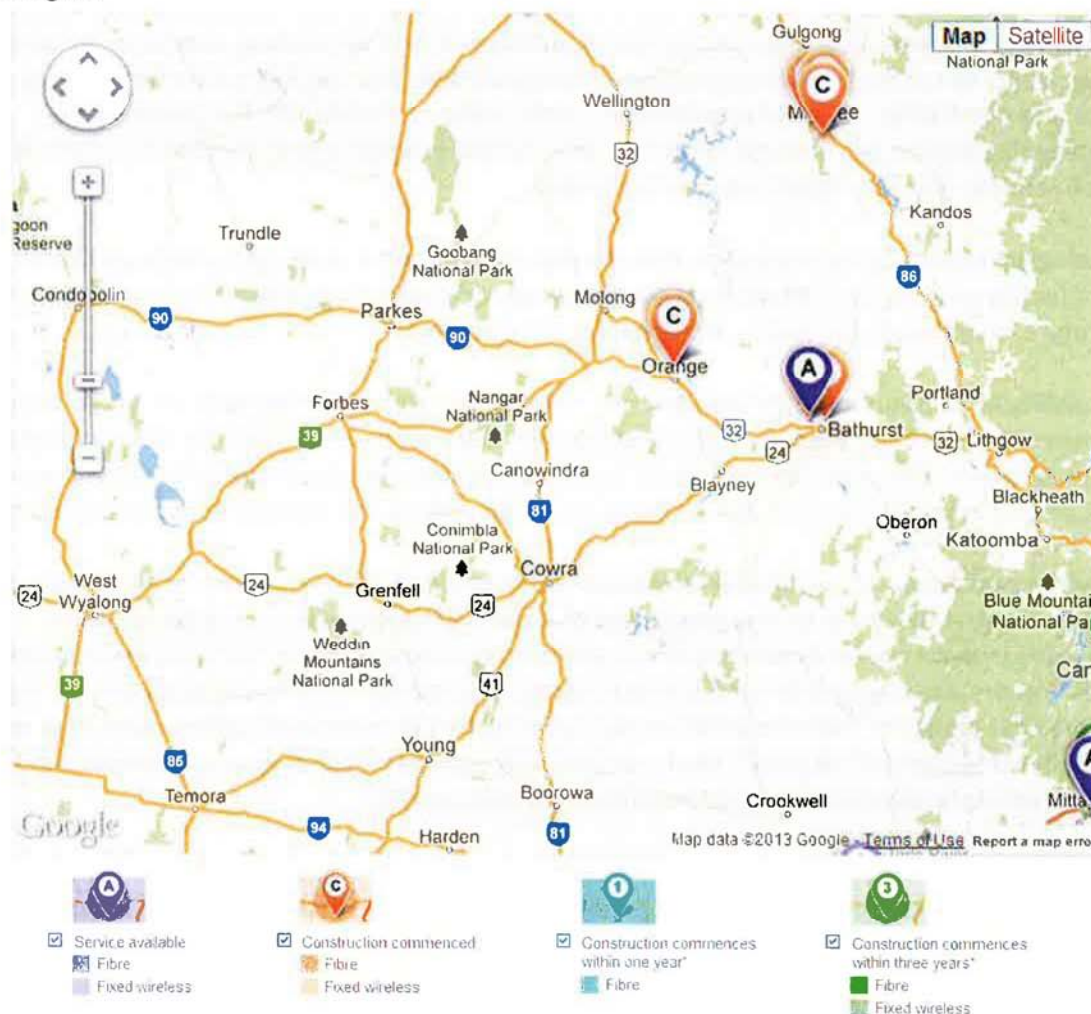 Gulgong
Map Satellite
National Park
C
Wellington
32
goon
Reserve
Trundle
Goobang
National Park
Kandos
86
Condobolin
90
Parkes
90
Molong
C
Orange
A
Portland
Forbes
39
Nangar
National Park
32
Bathurst
24
32
Lithgow
Canowindra
Blayney
81
Blackheath
Oberon
Katoomba
Conimbla
National Park
West
Wyalong
24
24
Grenfell
24
Cowra
Blue Mountai
National Par
Weddin
Mountains
National Park
39
41
Car
Young
85
Temora
Boorowa
Crookwell
Mitta
A
Google
94
Harden
81
Map data ©2013 Google - Terms of Use Report a map erro
A
C
1
3
Service available
Fibre
Fixed wireless
Construction commenced
Fibre
Fixed wireless
Construction commences
within one year*
Fibre
Construction commences
within three years*
Fibre
Fixed wireless